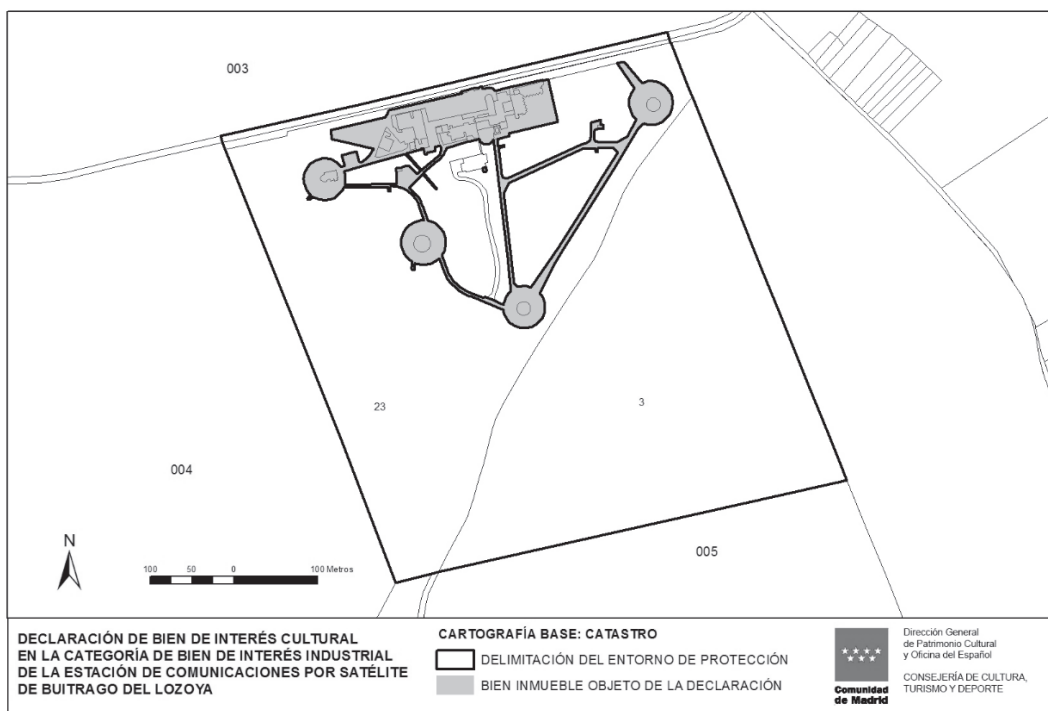 003
23
3
004
005
N
100 50 0 100 Metros
DECLARACIÓN DE BIEN DE INTERÉS CULTURAL
EN LA CATEGORÍA DE BIEN DE INTERÉS INDUSTRIAL
DE LA ESTACIÓN DE COMUNICACIONES POR SATÉLITE
DE BUITRAGO DEL LOZOYA
CARTOGRAFÍA BASE: CATASTRO
DELIMITACIÓN DEL ENTORNO DE PROTECCIÓN
BIEN INMUEBLE OBJETO DE LA DECLARACIÓN
Comunidad
de Madrid
Dirección General
de Patrimonio Cultural
y Oficina del Español
CONSEJERÍA DE CULTURA,
TURISMO Y DEPORTE